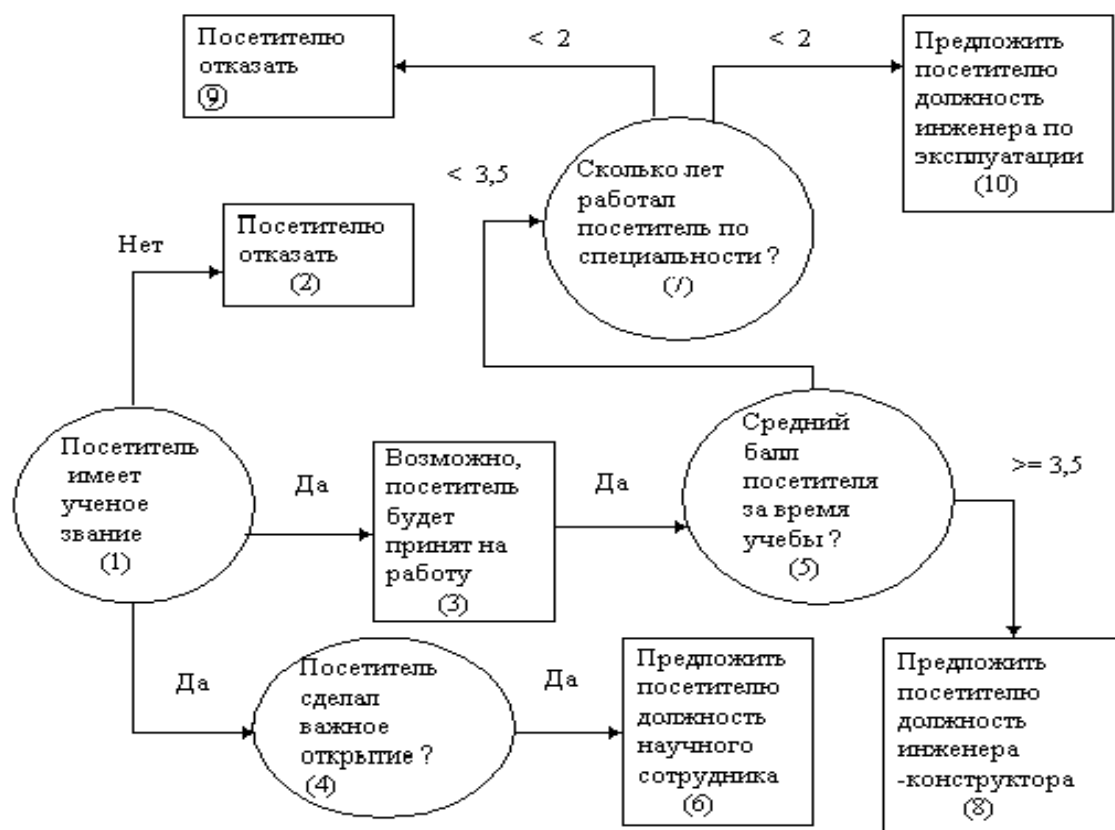 Посетителю
отказать
(9)
< 2
< 2
Предложить
посетителю
должность
инженера по
эксплуатации
(10)
Сколько лет
работал
посетитель по
специальности ?
(7)
< 3,5
Нет
Посетителю
отказать
(2)
Посетитель
имеет
ученое
звание
(1)
Да
Возможно,
посетитель
будет
принят на
работу
(3)
Да
Средний
балл
посетителя
за время
учебы ?
(5)
>= 3,5
Да
Посетитель
сделал
важное
открытие ?
(4)
Да
Предложить
посетителю
должность
научного
сотрудника
(6)
Предложить
посетителю
должность
инженера
-конструктора
(8)